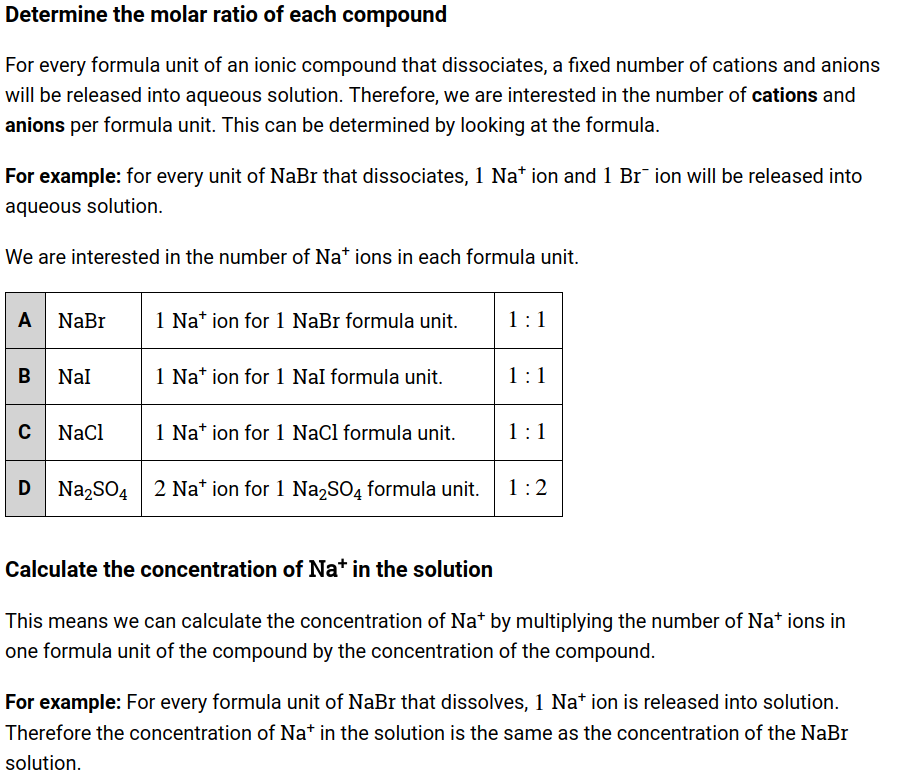 Determine the molar ratio of each compound
For every formula unit of an ionic compound that dissociates, a fixed number of cations and anions
will be released into aqueous solution. Therefore, we are interested in the number of cations and
anions per formula unit. This can be determined by looking at the formula.
For example: for every unit of NaBr that dissociates, 1 Na⁺ ion and 1 Br⁻ ion will be released into
aqueous solution.
We are interested in the number of Na⁺ ions in each formula unit.
A NaBr 1 Na⁺ ion for 1 NaBr formula unit. 1 : 1
B NaI 1 Na⁺ ion for 1 NaI formula unit. 1 : 1
C NaCl 1 Na⁺ ion for 1 NaCl formula unit. 1 : 1
D Na₂SO₄ 2 Na⁺ ion for 1 Na₂SO₄ formula unit. 1 : 2
Calculate the concentration of Na⁺ in the solution
This means we can calculate the concentration of Na⁺ by multiplying the number of Na⁺ ions in
one formula unit of the compound by the concentration of the compound.
For example: For every formula unit of NaBr that dissolves, 1 Na⁺ ion is released into solution.
Therefore the concentration of Na⁺ in the solution is the same as the concentration of the NaBr
solution.